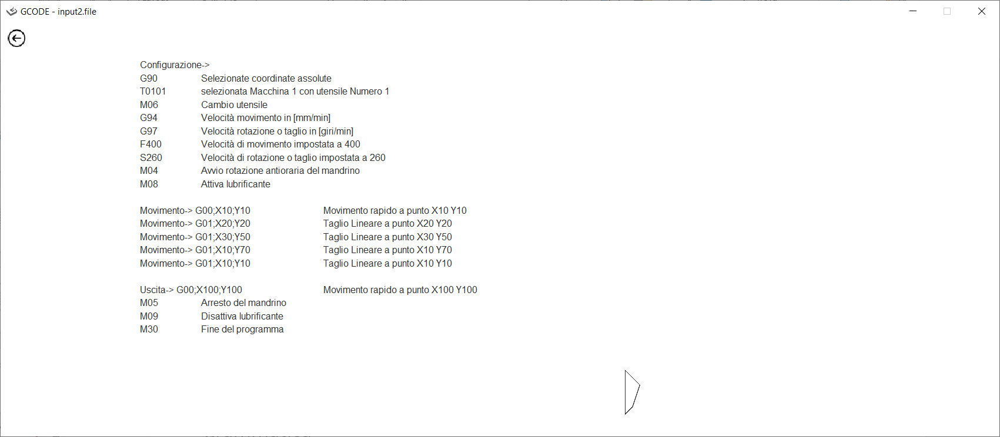 GCODE - input2.file
Configurazione->
G90 Selezionate coordinate assolute
T0101 selezionata Macchina 1 con utensile Numero 1
M06 Cambio utensile
G94 Velocità movimento in [mm/min]
G97 Velocità rotazione o taglio in [giri/min]
F400 Velocità di movimento impostata a 400
S260 Velocità di rotazione o taglio impostata a 260
M04 Avvio rotazione antioraria del mandrino
M08 Attiva lubrificante
Movimento-> G00;X10;Y10 Movimento rapido a punto X10 Y10
Movimento-> G01;X20;Y20 Taglio Lineare a punto X20 Y20
Movimento-> G01;X30;Y50 Taglio Lineare a punto X30 Y50
Movimento-> G01;X10;Y70 Taglio Lineare a punto X10 Y70
Movimento-> G01;X10;Y10 Taglio Lineare a punto X10 Y10
Uscita-> G00;X100;Y100 Movimento rapido a punto X100 Y100
M05 Arresto del mandrino
M09 Disattiva lubrificante
M30 Fine del programma